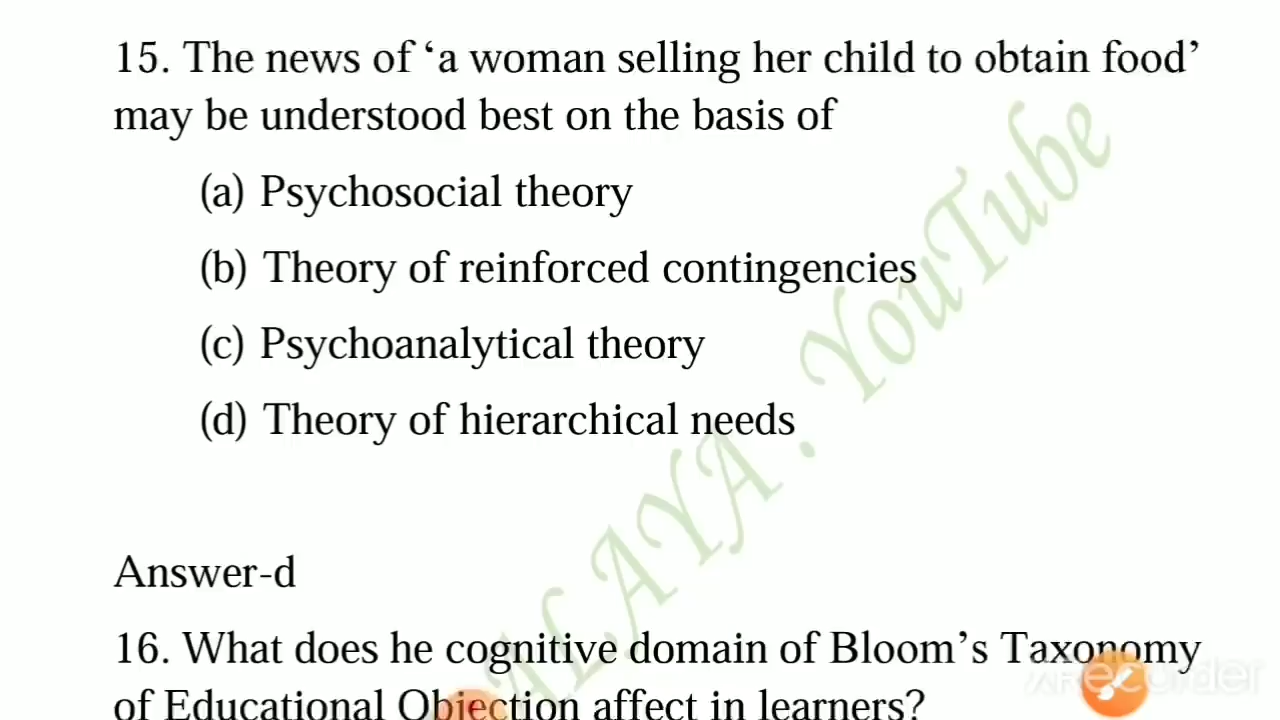 15. The news of ‘a woman selling her child to obtain food’
may be understood best on the basis of
(a) Psychosocial theory
(b) Theory of reinforced contingencies
(c) Psychoanalytical theory
(d) Theory of hierarchical needs
ALAYA . YouTube
Answer-d
16. What does he cognitive domain of Bloom’s Taxonomy
of Educational Objection affect in learners?